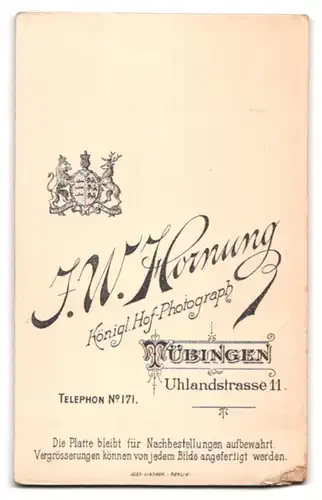 J. W. Hornung
Königl. Hof-Photograph
TÜBINGEN
Uhlandstrasse 11.
TELEPHON No 171.
Die Platte bleibt für Nachbestellungen aufbewahrt.
Vergrösserungen können von jedem Bilde angefertigt werden.
BERLIN